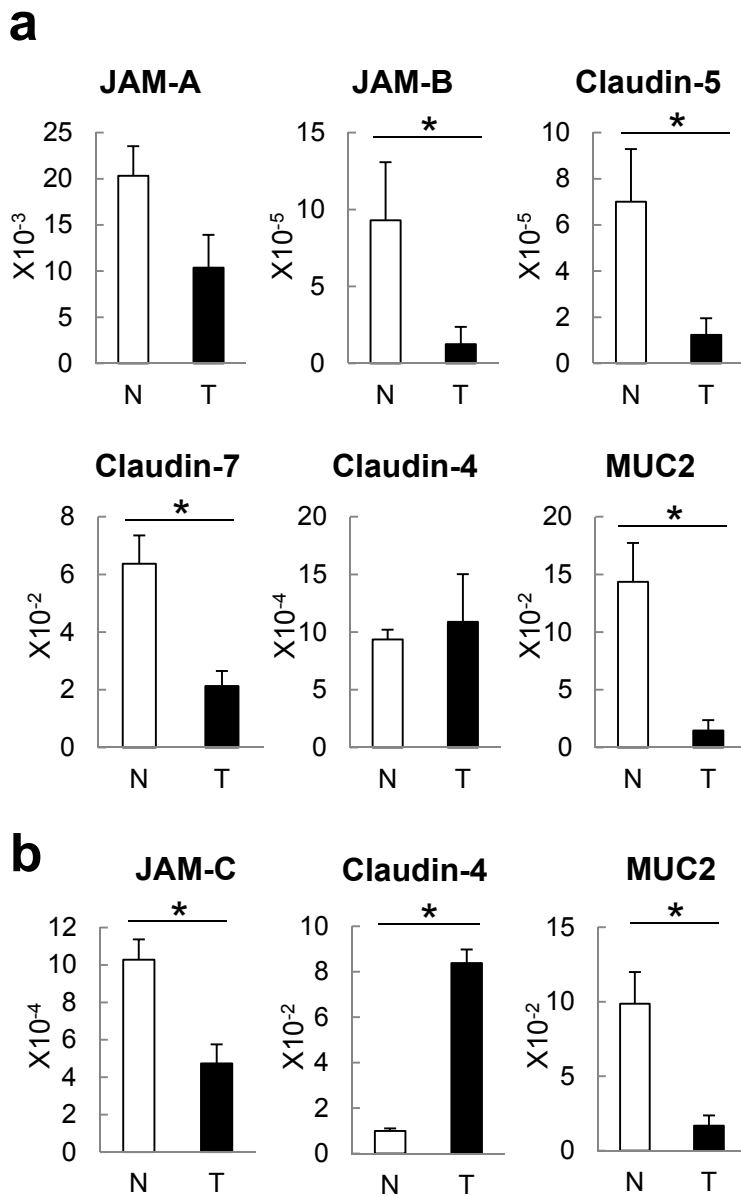 a
JAM-A
JAM-B
Claudin-5
25
20
15
10
5
0
X10⁻³
N T
*
15
10
5
0
X10⁻⁵
N T
*
10
8
6
4
2
0
X10⁻⁵
N T
Claudin-7
Claudin-4
MUC2
*
8
6
4
2
0
X10⁻²
N T
20
15
10
5
0
X10⁻⁴
N T
*
20
15
10
5
0
X10⁻²
N T
b
JAM-C
Claudin-4
MUC2
*
12
10
8
6
4
2
0
X10⁻⁴
N T
*
10
8
6
4
2
0
X10⁻²
N T
*
15
10
5
0
X10⁻²
N T